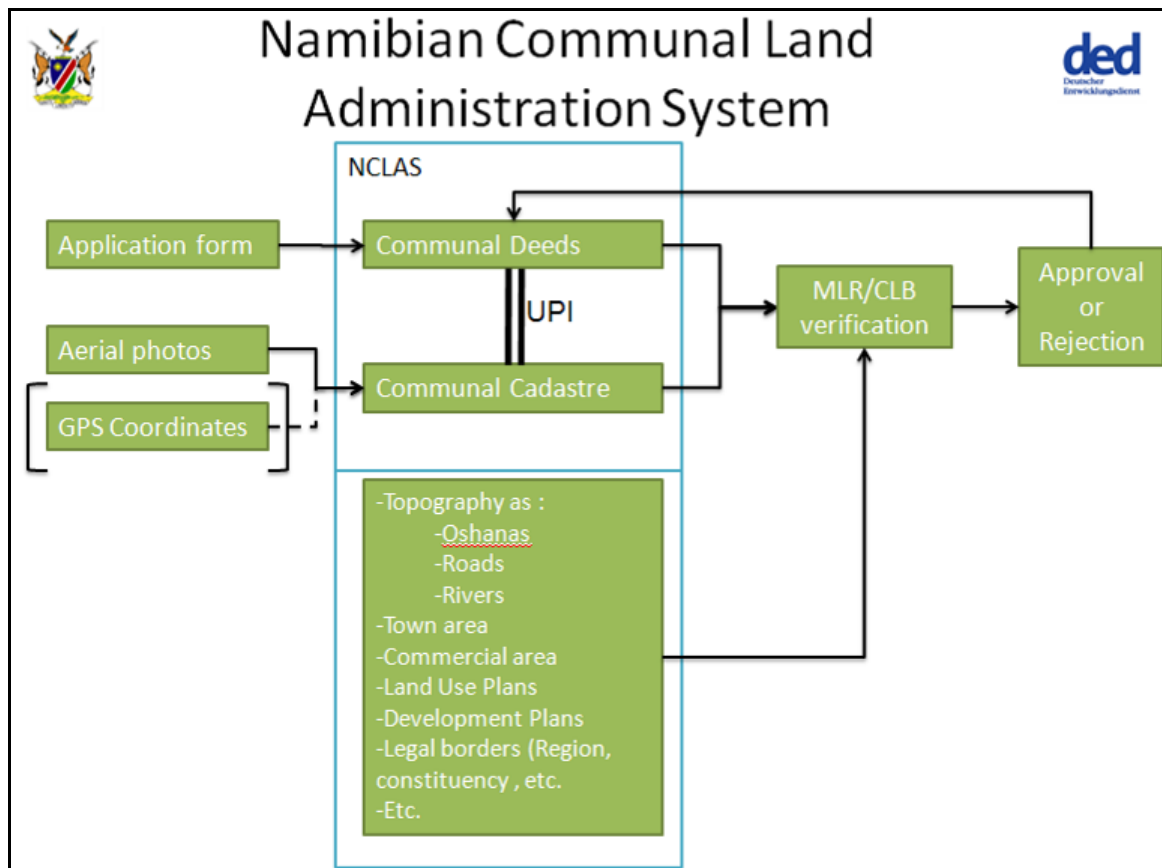 Namibian Communal Land
Administration System
ded
Deutscher
Entwicklungsdienst
NCLAS
Application form
Communal Deeds
UPI
Aerial photos
GPS Coordinates
Communal Cadastre
MLR/CLB
verification
Approval
or
Rejection
-Topography as :
-Oshanas
-Roads
-Rivers
-Town area
-Commercial area
-Land Use Plans
-Development Plans
-Legal borders (Region,
constituency , etc.
-Etc.